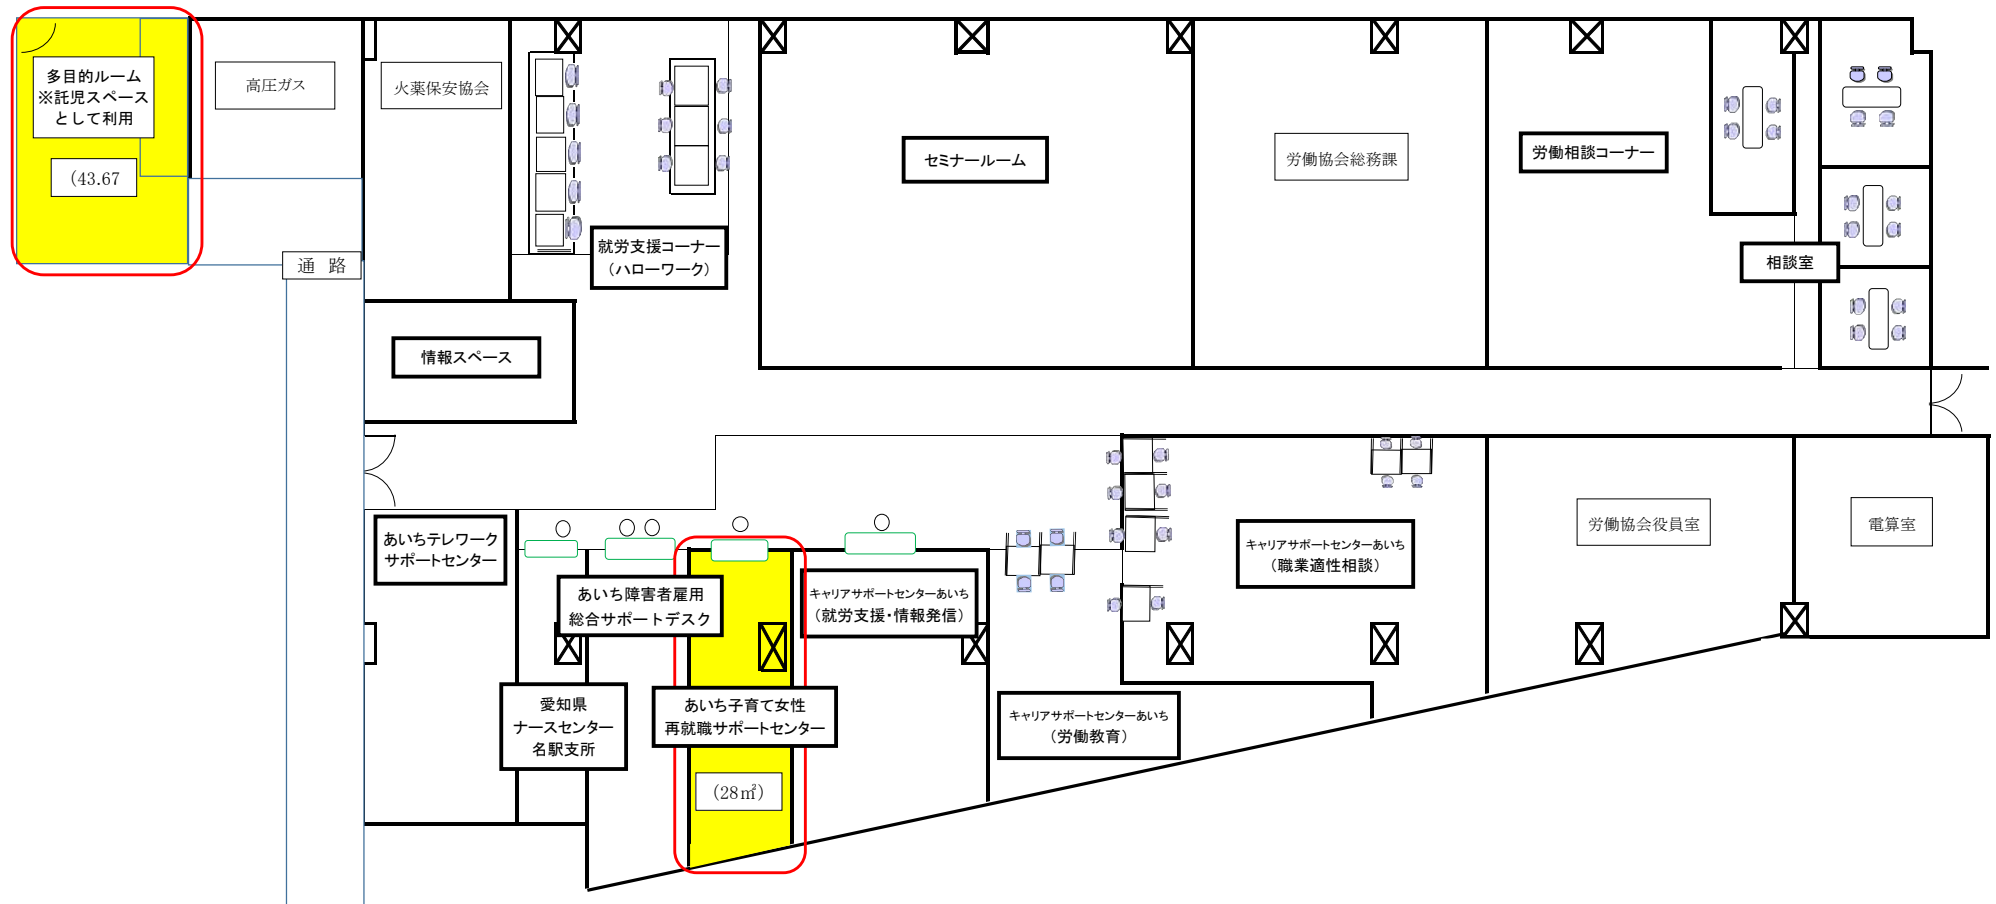 多目的ルーム
※託児スペース
として利用
（43.67
高圧ガス
火薬保安協会
通 路
就労支援コーナー
（ハローワーク）
情報スペース
セミナールーム
労働協会総務課
労働相談コーナー
相談室
あいちテレワーク
サポートセンター
あいち障害者雇用
総合サポートデスク
愛知県
ナースセンター
名駅支所
あいち子育て女性
再就職サポートセンター
（28㎡）
キャリアサポートセンターあいち
（就労支援・情報発信）
キャリアサポートセンターあいち
（労働教育）
キャリアサポートセンターあいち
（職業適性相談）
労働協会役員室
電算室